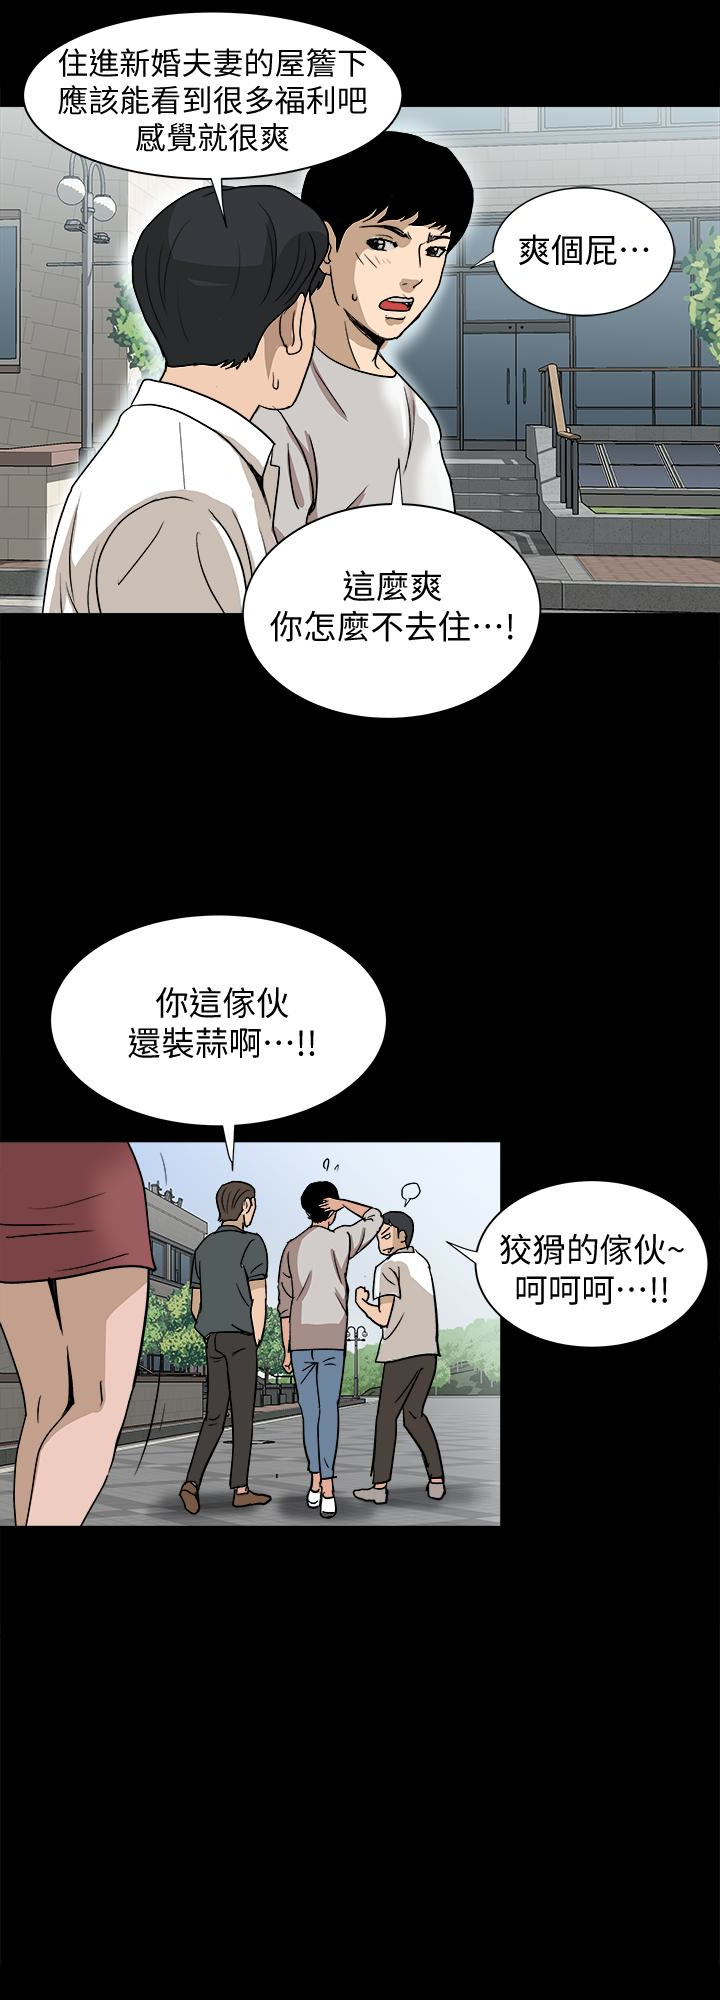 住進新婚夫妻的屋簷下
應該能看到很多福利吧
感覺就很爽
爽個屁…
這麼爽
你怎麼不去住…!
你這傢伙
還裝蒜啊…!!
狡猾的傢伙~
呵呵呵…!!